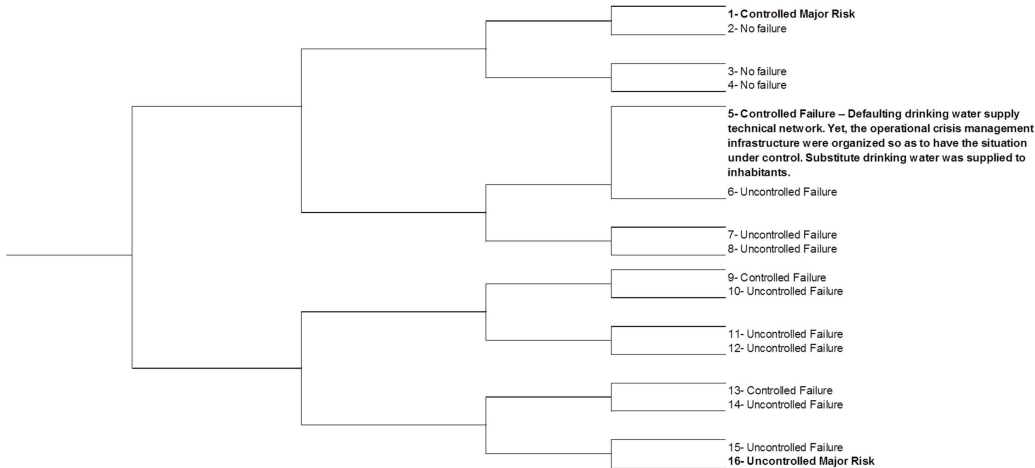 1- Controlled Major Risk
2- No failure
3- No failure
4- No failure
5- Controlled Failure – Defaulting drinking water supply
technical network. Yet, the operational crisis management
infrastructure were organized so as to have the situation
under control. Substitute drinking water was supplied to
inhabitants.
6- Uncontrolled Failure
7- Uncontrolled Failure
8- Uncontrolled Failure
9- Controlled Failure
10- Uncontrolled Failure
11- Uncontrolled Failure
12- Uncontrolled Failure
13- Controlled Failure
14- Uncontrolled Failure
15- Uncontrolled Failure
16- Uncontrolled Major Risk